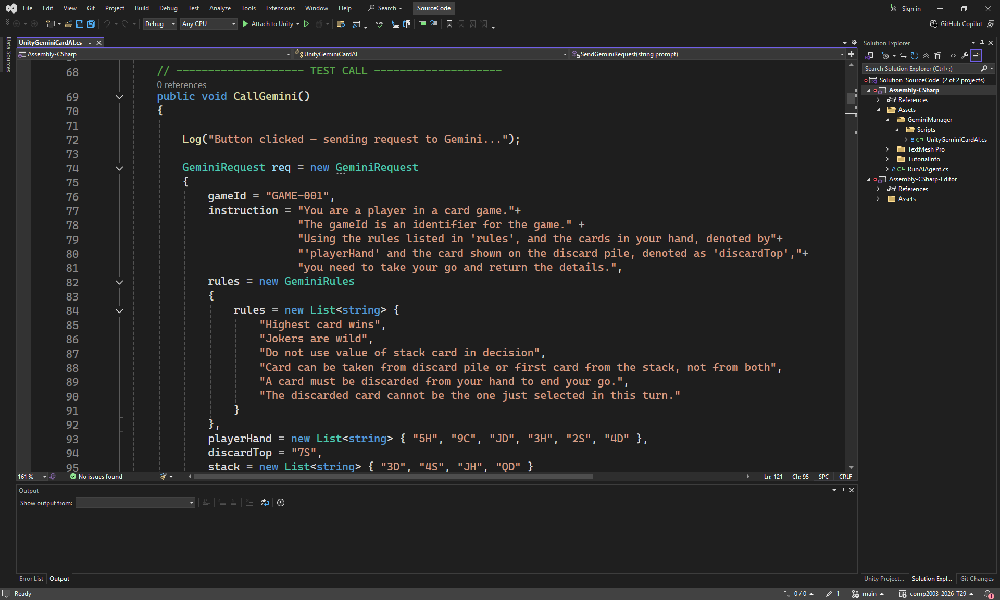 File Edit View Git Project Build Debug Test Analyze Tools Extensions Window Help Search SourceCode Sign in
Debug Any CPU Attach to Unity GitHub Copilot
Data Sources
UnityGeminiCardAI.cs
Assembly-CSharp UnityGeminiCardAI SendGeminiRequest(string prompt)
68 // -------------------- TEST CALL --------------------
0 references
69 public void CallGemini()
70 {
71
72 Log("Button clicked — sending request to Gemini...");
73
74 GeminiRequest req = new GeminiRequest
75 {
76 gameId = "GAME-001",
77 instruction = "You are a player in a card game."+
78 "The gameId is an identifier for the game." +
79 "Using the rules listed in 'rules', and the cards in your hand, denoted by"+
80 "'playerHand' and the card shown on the discard pile, denoted as 'discardTop',"+
81 "you need to take your go and return the details.",
82 rules = new GeminiRules
83 {
84 rules = new List<string> {
85 "Highest card wins",
86 "Jokers are wild",
87 "Do not use value of stack card in decision",
88 "Card can be taken from discard pile or first card from the stack, not from both",
89 "A card must be discarded from your hand to end your go.",
90 "The discarded card cannot be the one just selected in this turn."
91 }
92 },
93 playerHand = new List<string> { "5H", "9C", "JD", "3H", "2S", "4D" },
94 discardTop = "7S",
95 stack = new List<string> { "3D", "4S", "JH", "QD" }
161 % No issues found Ln: 121 Ch: 95 SPC CRLF
Output
Show output from:
Error List Output
Solution Explorer
Search Solution Explorer (Ctrl+;)
Solution 'SourceCode' (2 of 2 projects)
Assembly-CSharp
References
Assets
GeminiManager
Scripts
C# UnityGeminiCardAI.cs
TextMesh Pro
TutorialInfo
C# RunAIAgent.cs
Assembly-CSharp-Editor
References
Assets
Unity Project... Solution Expl... Git Changes
Ready 0 / 0 1 main comp2003-2026-T29 1